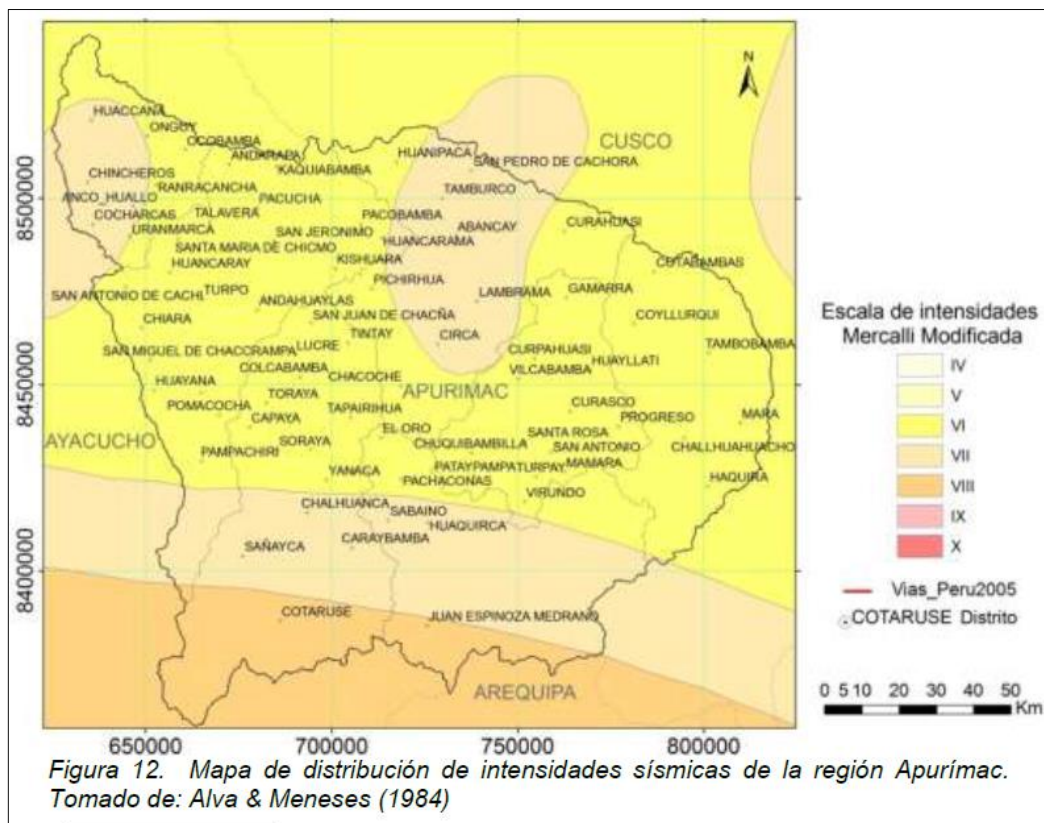 N
HUACCANA
ONGOY
OCOBAMBA
CUSCO
ANDARAPA
HUANIPACA
SAN PEDRO DE CACHORA
KAQUIABAMBA
CHINCHEROS
RANRACANCHA
TAMBURCO
ANCO_HUALLO
PACUCHA
8500000
COCHARCAS
TALAVERA
PACOBAMBA
ABANCAY
CURAHUASI
URANMARCA
SAN JERONIMO
HUANCARAMA
SANTA MARIA DE CHICMO
HUANCARAY
KISHUARA
COTABAMBAS
PICHIRHUA
SAN ANTONIO DE CACHI
TURPO
LAMBRAMA
GAMARRA
ANDAHUAYLAS
CHIARA
SAN JUAN DE CHACÑA
COYLLURQUI
TINTAY
CIRCA
SAN MIGUEL DE CHACCRAMPA
LUCRE
CURPAHUASI
TAMBOBAMBA
HUAYLLATI
COLCABAMBA
VILCABAMBA
HUAYANA
CHACOCHE
8450000
APURIMAC
TORAYA
CURASCO
POMACOCHA
TAPAIRIHUA
PROGRESO
MARA
CAPAYA
EL ORO
SANTA ROSA
AYACUCHO
SORAYA
CHUQUIBAMBILLA
SAN ANTONIO
CHALLHUAHUACHO
PAMPACHIRI
PATAYPAMPA
TURPAY
MAMARA
YANACA
PACHACONAS
HAQUIRA
VIRUNDO
CHALHUANCA
SABAINO
HUAQUIRCA
CARAYBAMBA
SAÑAYCA
8400000
COTARUSE
JUAN ESPINOZA MEDRANO
AREQUIPA
650000 700000 750000 800000
Escala de intensidades
Mercalli Modificada
IV
V
VI
VII
VIII
IX
X
Vias_Peru2005
COTARUSE Distrito
0 5 10 20 30 40 50
Km
Figura 12. Mapa de distribución de intensidades sísmicas de la región Apurímac.
Tomado de: Alva & Meneses (1984)